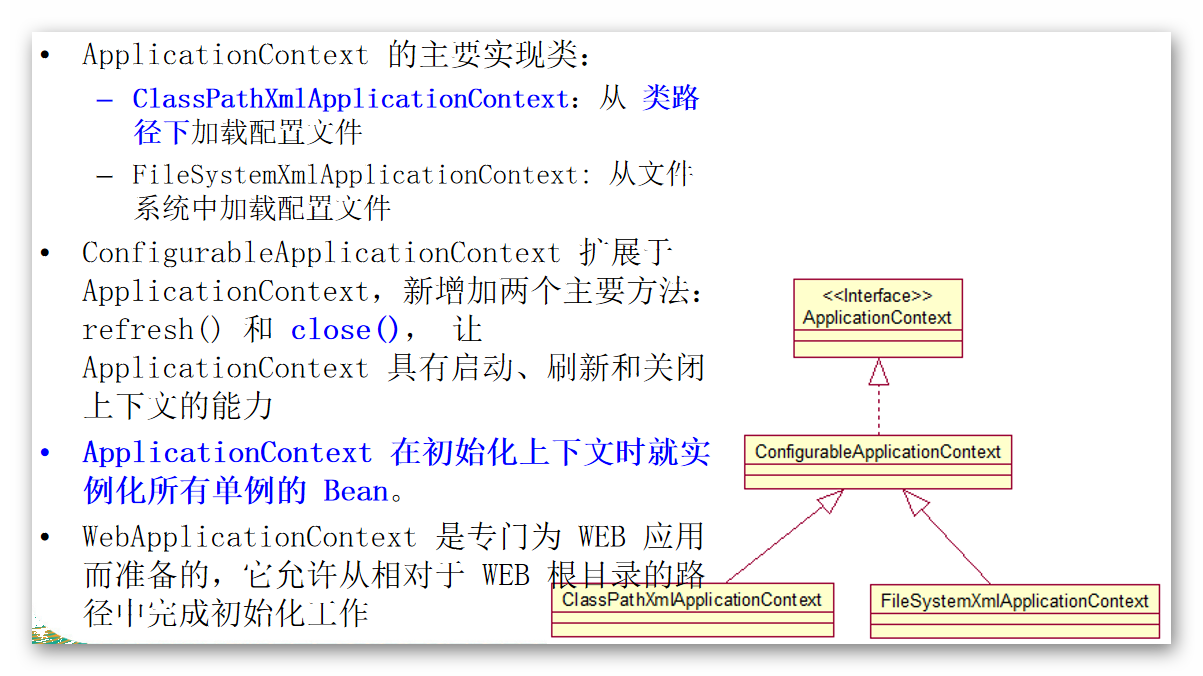 • ApplicationContext 的主要实现类：
– ClassPathXmlApplicationContext：从 类路
径下加载配置文件
– FileSystemXmlApplicationContext: 从文件
系统中加载配置文件
• ConfigurableApplicationContext 扩展于
ApplicationContext，新增加两个主要方法：
refresh() 和 close()， 让
ApplicationContext 具有启动、刷新和关闭
上下文的能力
• ApplicationContext 在初始化上下文时就实
例化所有单例的 Bean。
• WebApplicationContext 是专门为 WEB 应用
而准备的，它允许从相对于 WEB 根目录的路
径中完成初始化工作
<<Interface>>
ApplicationContext
ConfigurableApplicationContext
ClassPathXmlApplicationContext
FileSystemXmlApplicationContext